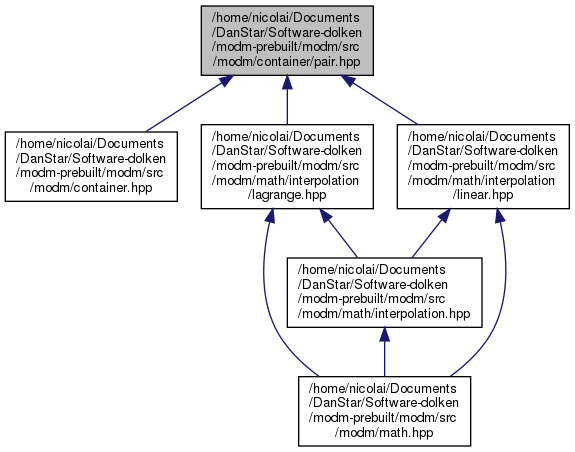 /home/nicolai/Documents
/DanStar/Software-dolken
/modm-prebuilt/modm/src
/modm/container/pair.hpp
/home/nicolai/Documents
/DanStar/Software-dolken
/modm-prebuilt/modm/src
/modm/container.hpp
/home/nicolai/Documents
/DanStar/Software-dolken
/modm-prebuilt/modm/src
/modm/math/interpolation
/lagrange.hpp
/home/nicolai/Documents
/DanStar/Software-dolken
/modm-prebuilt/modm/src
/modm/math/interpolation
/linear.hpp
/home/nicolai/Documents
/DanStar/Software-dolken
/modm-prebuilt/modm/src
/modm/math/interpolation.hpp
/home/nicolai/Documents
/DanStar/Software-dolken
/modm-prebuilt/modm/src
/modm/math.hpp